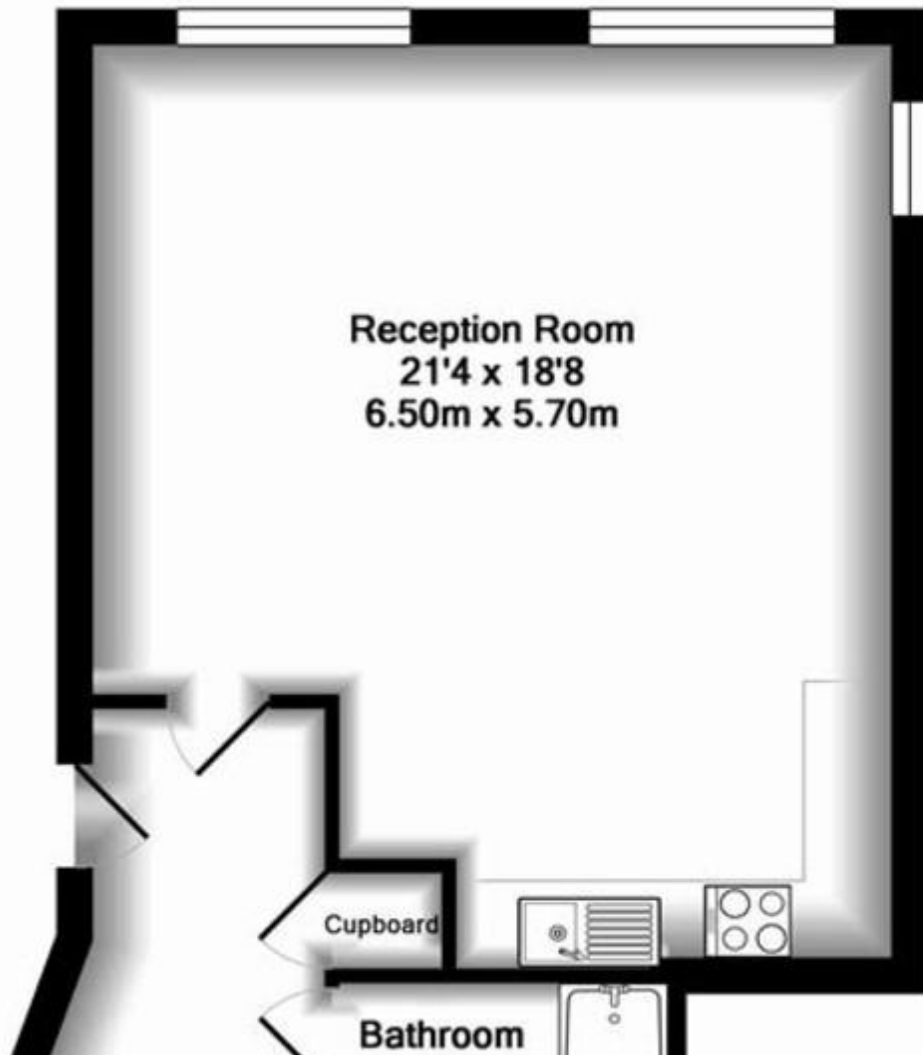 Reception Room
21'4 x 18'8
6.50m x 5.70m
Cupboard
Bathroom